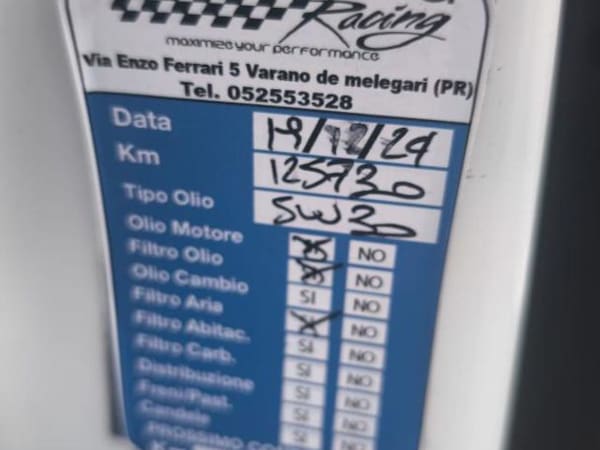 Racing
maximize your performance
Via Enzo Ferrari 5 Varano de melegari (PR)
Tel. 052553528
Data 19/12/24
Km 125730
Tipo Olio 5W30
Olio Motore NO
Filtro Olio NO
Olio Cambio SI NO
Filtro Aria NO
Filtro Abitac. SI NO
Filtro Carb. SI NO
Distribuzione SI NO
Freni/Past. SI NO
Candele SI NO
PROSSIMO